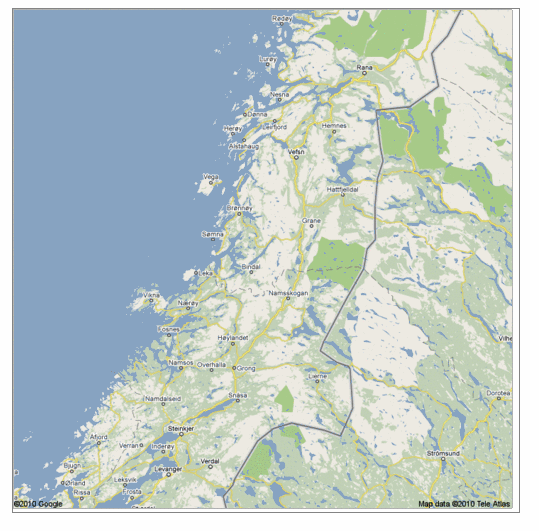 Rødøy
Lurøy
Rana
Nesna
Dønna
Leirfjord
Hemnes
Herøy
Alstahaug
Vefsn
Vega
Hattfjelldal
Brønnøy
Grane
Sømna
Bindal
Leka
Vikna
Namsskogan
Nærøy
Fosnes
Høylandet
Namsos
Overhalla
Grong
Lierne
Snåsa
Dorotea
Namdalseid
Steinkjer
Afjord
Verran
Inderøy
Strömsund
Verdal
Bjugn
Levanger
Leksvik
Ørland
Rissa
Frosta
©2010 Google
Map data ©2010 Tele Atlas